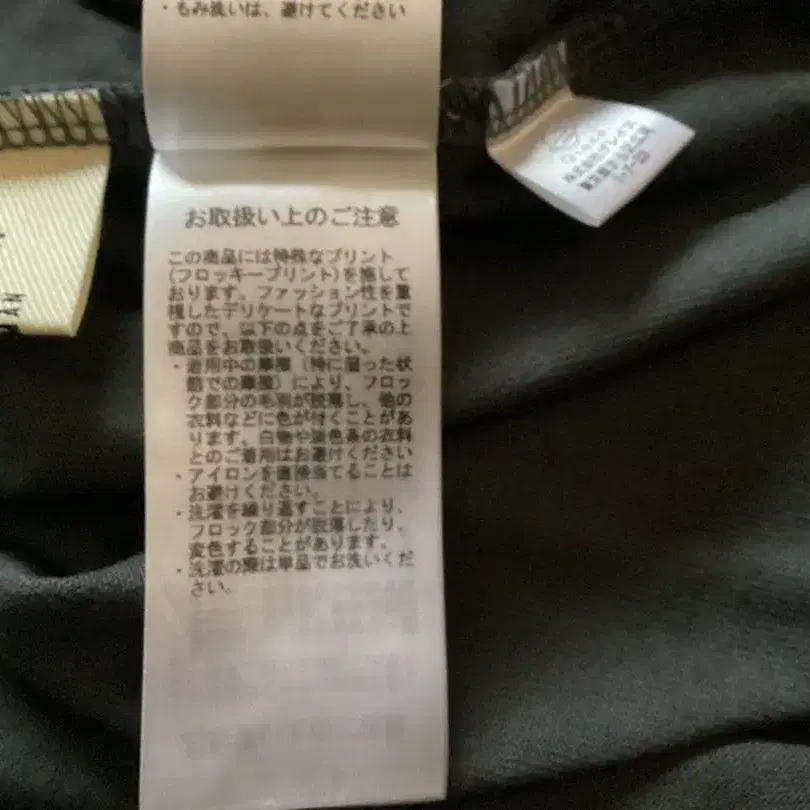 ・もみ洗いは、避けてください
お取扱い上のご注意
この商品には特殊なプリント
(フロッキープリント)を施して
おります。ファッション性を重
視したデリケートなプリントで
すので、以下の点をご了承の上
商品をお取扱いください。
・着用中の摩擦（特に湿った状
態での摩擦）により、フロッ
ク部分の毛羽が脱落し、他の
衣料などに色が付くことがあ
ります。白物や淡色系の衣料
とのご着用はお避けください
・アイロンを直接当てることは
お避けください。
・洗濯を繰り返すことにより、
フロック部分が脱落したり、
変色することがあります。
・洗濯の際は単品でお洗いくだ
さい。